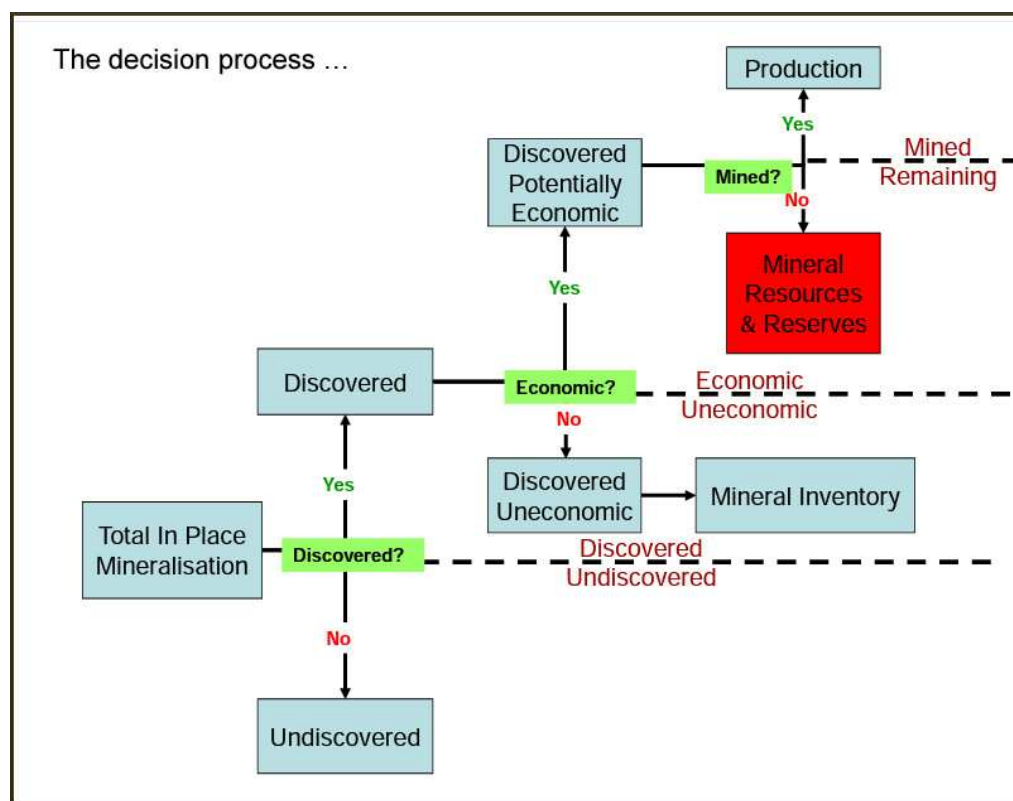 The decision process …
Production
Yes
Mined
Remaining
Discovered
Potentially
Economic
Mined?
No
Mineral
Resources
& Reserves
Yes
Discovered
Economic?
Economic
Uneconomic
No
Discovered
Uneconomic
Mineral Inventory
Yes
Total In Place
Mineralisation
Discovered?
Discovered
Undiscovered
No
Undiscovered